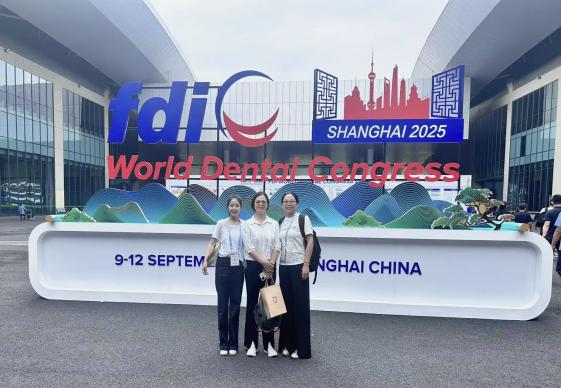 fdi
SHANGHAI 2025
World Dental Congress
9-12 SEPTEM
NGHAI CHINA